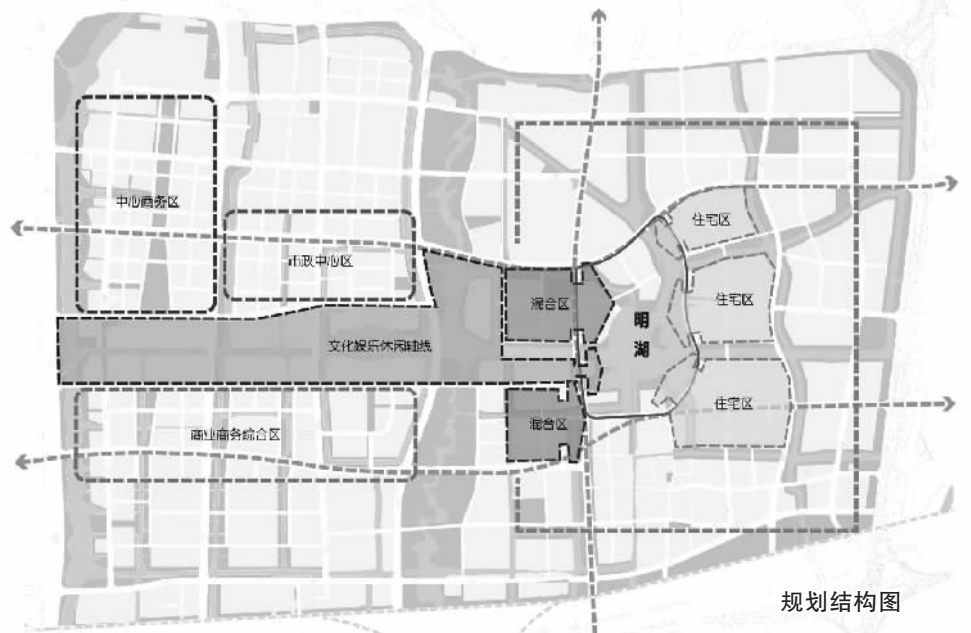 中心商务区
住宅区
市政中心区
住宅区
混合区
明湖
文化娱乐休闲轴线
住宅区
混合区
商业商务综合区
规划结构图